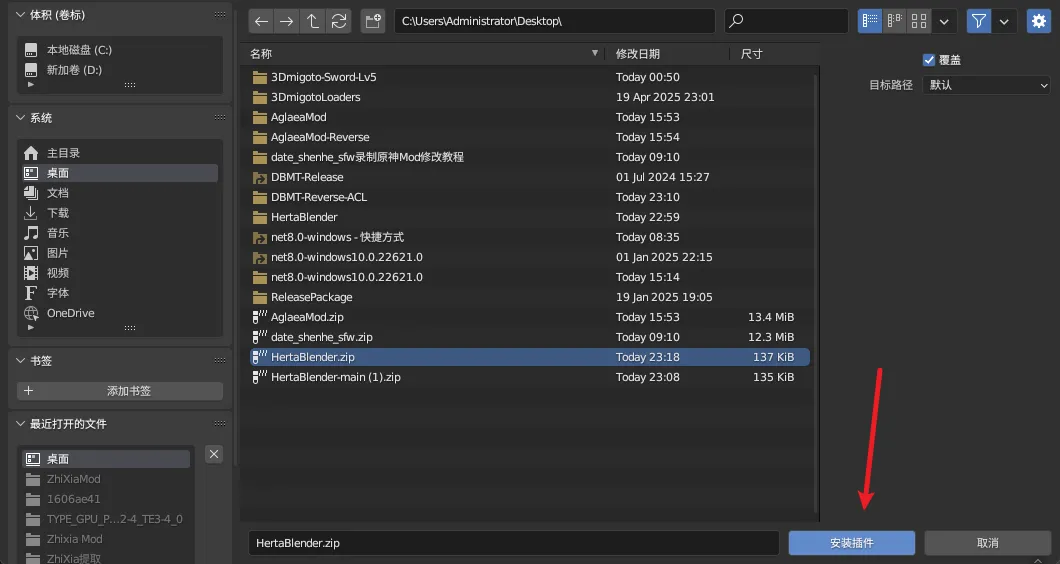 体积 (卷标)
本地磁盘 (C:)
新加卷 (D:)
系统
主目录
桌面
文档
下载
音乐
图片
视频
字体
OneDrive
书签
添加书签
最近打开的文件
桌面
ZhiXiaMod
1606ae41
TYPE_GPU_P...2-4_TE3-4_0
Zhixia Mod
ZhiXia提取
C:\Users\Administrator\Desktop\
名称 修改日期 尺寸
3Dmigoto-Sword-Lv5 Today 00:50
3DmigotoLoaders 19 Apr 2025 23:01
AglaeaMod Today 15:53
AglaeaMod-Reverse Today 15:54
date_shenhe_sfw录制原神Mod修改教程 Today 09:10
DBMT-Release 01 Jul 2024 15:27
DBMT-Reverse-ACL Today 23:10
HertaBlender Today 22:59
net8.0-windows - 快捷方式 Today 08:35
net8.0-windows10.0.22621.0 01 Jan 2025 22:15
net8.0-windows10.0.22621.0 Today 15:14
ReleasePackage 19 Jan 2025 19:05
AglaeaMod.zip Today 15:53 13.4 MiB
date_shenhe_sfw.zip Today 09:10 12.3 MiB
HertaBlender.zip Today 23:18 137 KiB
HertaBlender-main (1).zip Today 23:08 135 KiB
覆盖
目标路径 默认
HertaBlender.zip
安装插件
取消